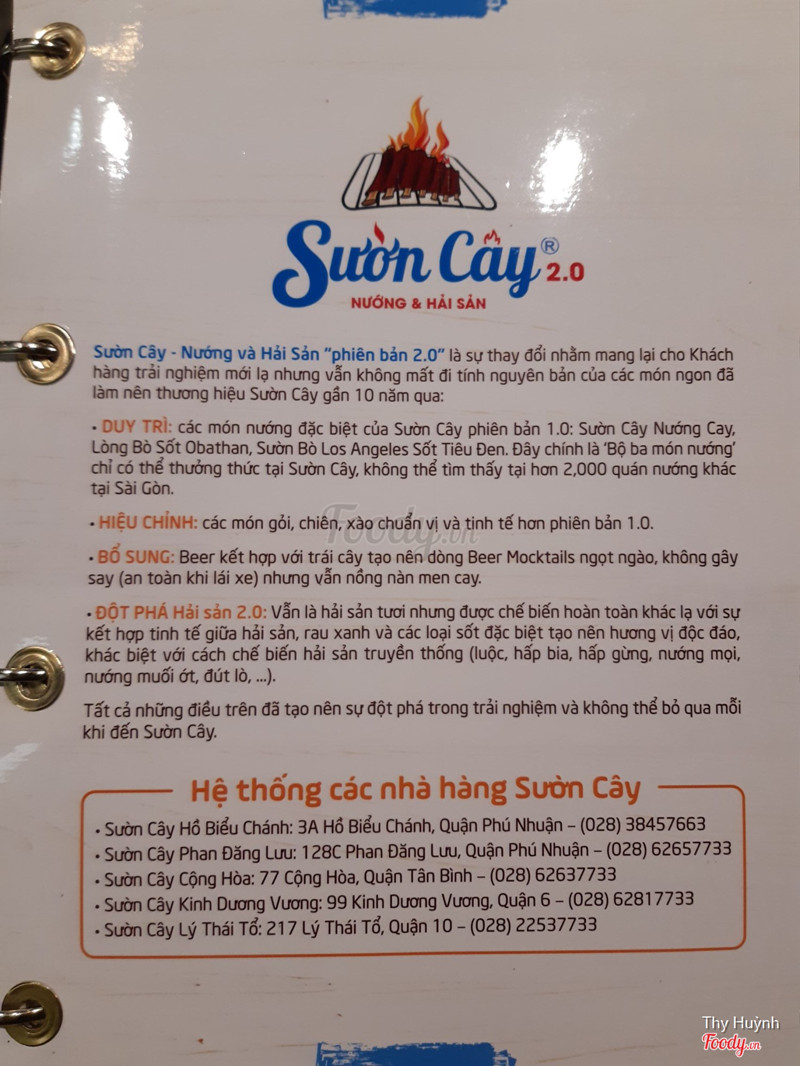 Sườn Cây® 2.0
NƯỚNG & HẢI SẢN
Sườn Cây - Nướng và Hải Sản “phiên bản 2.0” là sự thay đổi nhằm mang lại cho Khách
hàng trải nghiệm mới lạ nhưng vẫn không mất đi tính nguyên bản của các món ngon đã
làm nên thương hiệu Sườn Cây gần 10 năm qua:
• DUY TRÌ: các món nướng đặc biệt của Sườn Cây phiên bản 1.0: Sườn Cây Nướng Cay,
Lòng Bò Sốt Obathan, Sườn Bò Los Angeles Sốt Tiêu Đen. Đây chính là ‘Bộ ba món nướng’
chỉ có thể thưởng thức tại Sườn Cây, không thể tìm thấy tại hơn 2,000 quán nướng khác
tại Sài Gòn.
• HIỆU CHỈNH: các món gỏi, chiên, xào chuẩn vị và tinh tế hơn phiên bản 1.0.
Foody.vn
• BỔ SUNG: Beer kết hợp với trái cây tạo nên dòng Beer Mocktails ngọt ngào, không gây
say (an toàn khi lái xe) nhưng vẫn nồng nàn men cay.
• ĐỘT PHÁ Hải sản 2.0: Vẫn là hải sản tươi nhưng được chế biến hoàn toàn khác lạ với sự
kết hợp tinh tế giữa hải sản, rau xanh và các loại sốt đặc biệt tạo nên hương vị độc đáo,
khác biệt với cách chế biến hải sản truyền thống (luộc, hấp bia, hấp gừng, nướng mọi,
nướng muối ớt, đút lò, ...).
Tất cả những điều trên đã tạo nên sự đột phá trong trải nghiệm và không thể bỏ qua mỗi
khi đến Sườn Cây.
Hệ thống các nhà hàng Sườn Cây
• Sườn Cây Hồ Biểu Chánh: 3A Hồ Biểu Chánh, Quận Phú Nhuận – (028) 38457663
• Sườn Cây Phan Đăng Lưu: 128C Phan Đăng Lưu, Quận Phú Nhuận – (028) 62657733
• Sườn Cây Cộng Hòa: 77 Cộng Hòa, Quận Tân Bình – (028) 62637733
• Sườn Cây Kinh Dương Vương: 99 Kinh Dương Vương, Quận 6 – (028) 62817733
• Sườn Cây Lý Thái Tổ: 217 Lý Thái Tổ, Quận 10 – (028) 22537733
Thy Huỳnh
Foody.vn